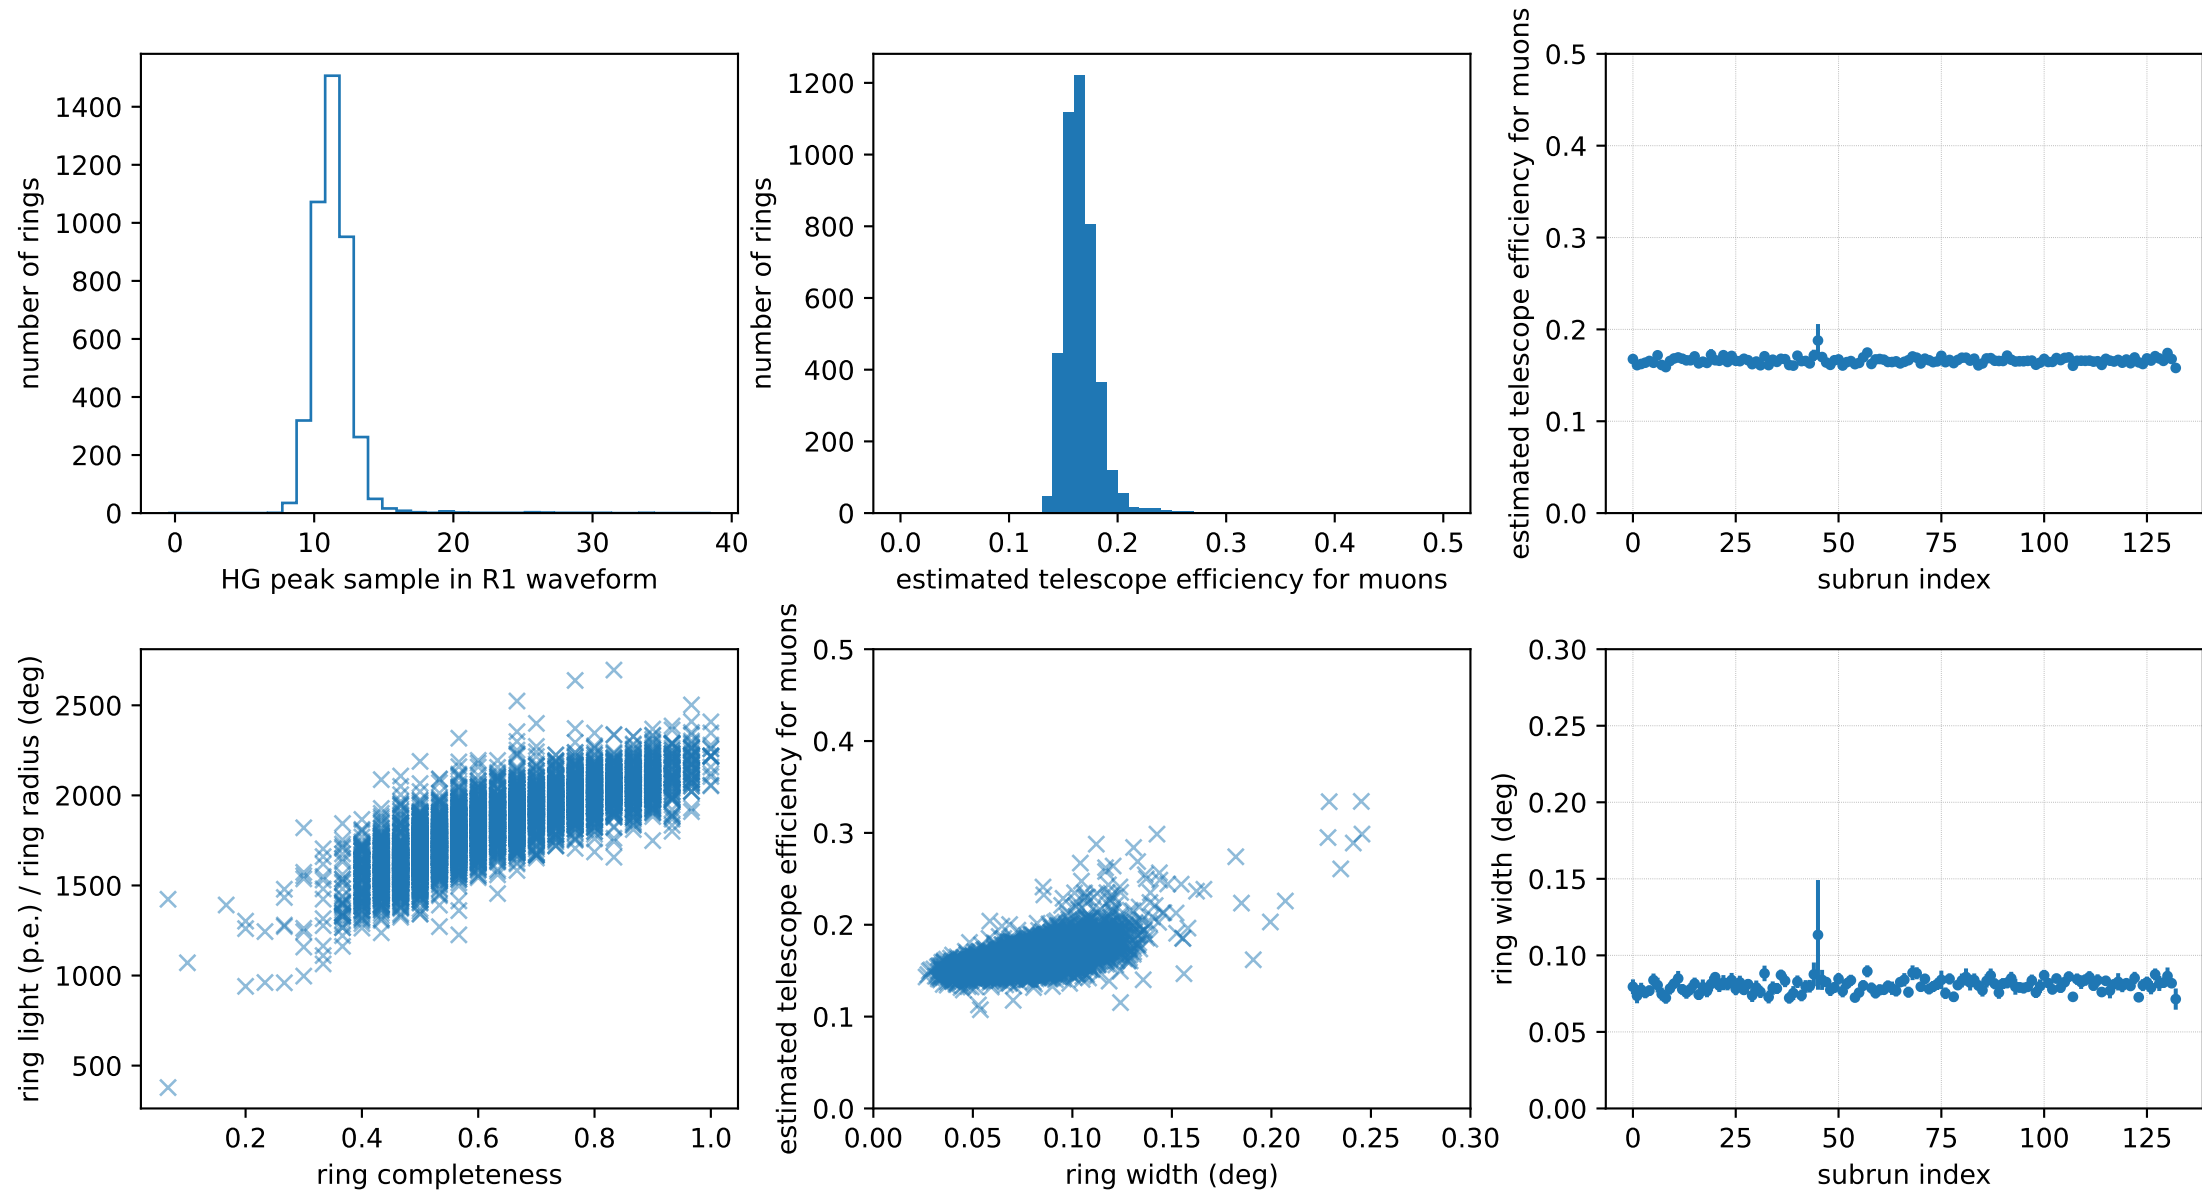 number of rings
0
200
400
600
800
1000
1200
1400
0 10 20 30 40
HG peak sample in R1 waveform
number of rings
0
200
400
600
800
1000
1200
0.0 0.1 0.2 0.3 0.4 0.5
estimated telescope efficiency for muons
estimated telescope efficiency for muons
0.0
0.1
0.2
0.3
0.4
0.5
0 25 50 75 100 125
subrun index
ring light (p.e.) / ring radius (deg)
500
1000
1500
2000
2500
0.2 0.4 0.6 0.8 1.0
ring completeness
estimated telescope efficiency for muons
0.0
0.1
0.2
0.3
0.4
0.5
0.00 0.05 0.10 0.15 0.20 0.25 0.30
ring width (deg)
ring width (deg)
0.00
0.05
0.10
0.15
0.20
0.25
0.30
0 25 50 75 100 125
subrun index